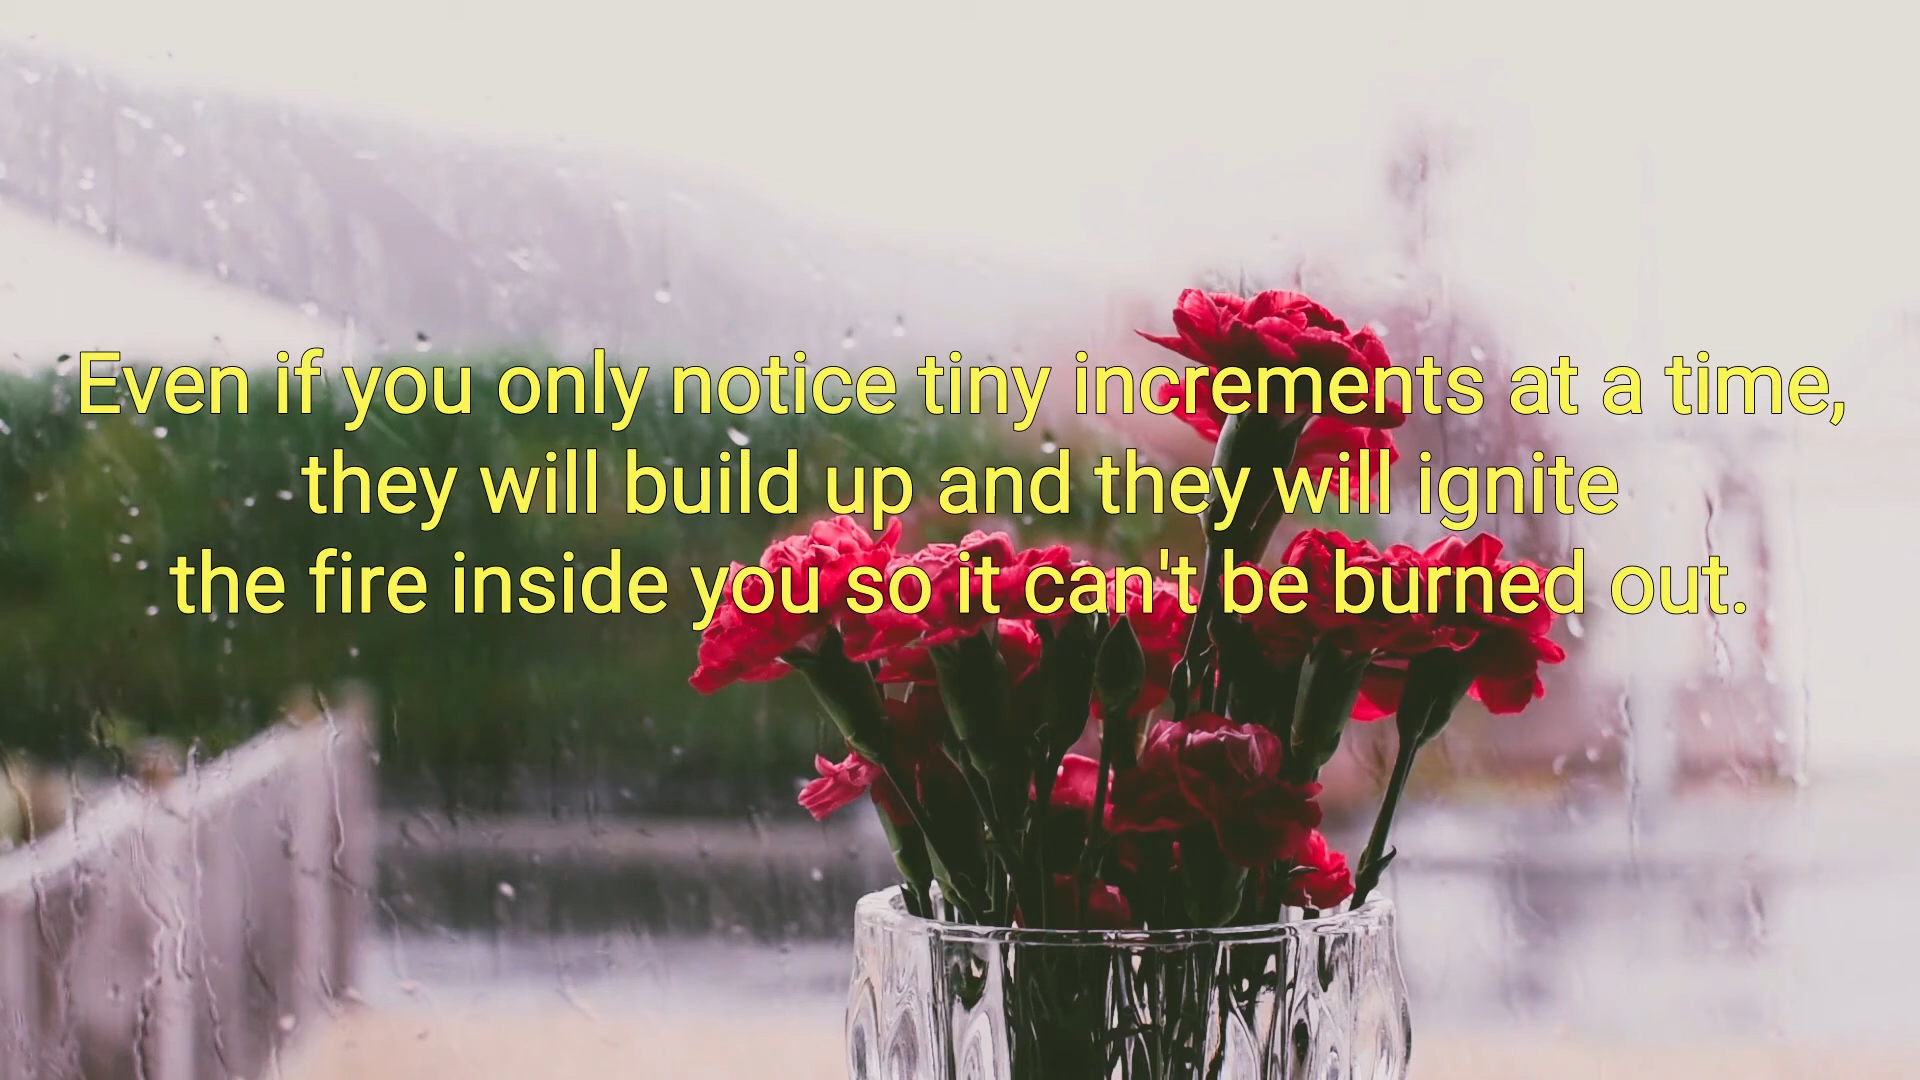 Even if you only notice tiny increments at a time,
they will build up and they will ignite
the fire inside you so it can't be burned out.